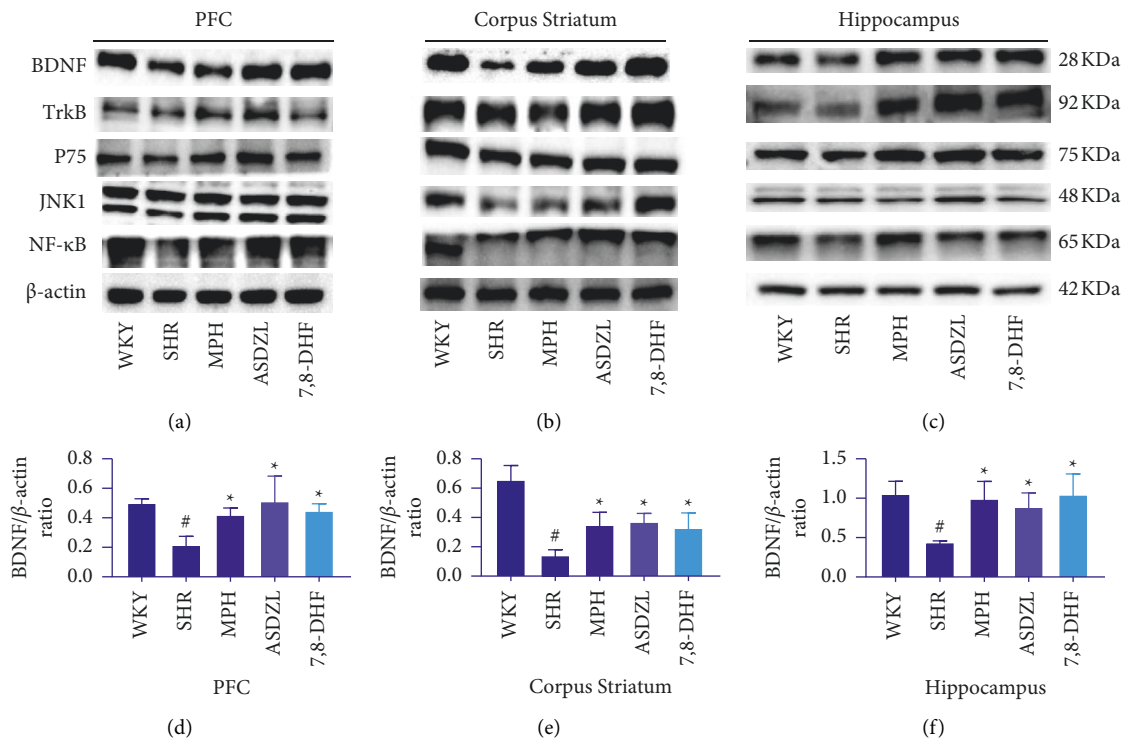 PFC
Corpus Striatum
Hippocampus
BDNF
28 KDa
TrkB
92 KDa
P75
75 KDa
JNK1
48 KDa
NF-κB
65 KDa
β-actin
42 KDa
WKY
SHR
MPH
ASDZL
7,8-DHF
WKY
SHR
MPH
ASDZL
7,8-DHF
WKY
SHR
MPH
ASDZL
7,8-DHF
(a)
(b)
(c)
BDNF/β-actin
ratio
0.8
0.6
0.4
0.2
0.0
#
*
*
*
WKY
SHR
MPH
ASDZL
7,8-DHF
PFC
(d)
BDNF/β-actin
ratio
0.8
0.6
0.4
0.2
0.0
#
*
*
*
WKY
SHR
MPH
ASDZL
7,8-DHF
Corpus Striatum
(e)
BDNF/β-actin
ratio
1.5
1.0
0.5
0.0
#
*
*
*
WKY
SHR
MPH
ASDZL
7,8-DHF
Hippocampus
(f)